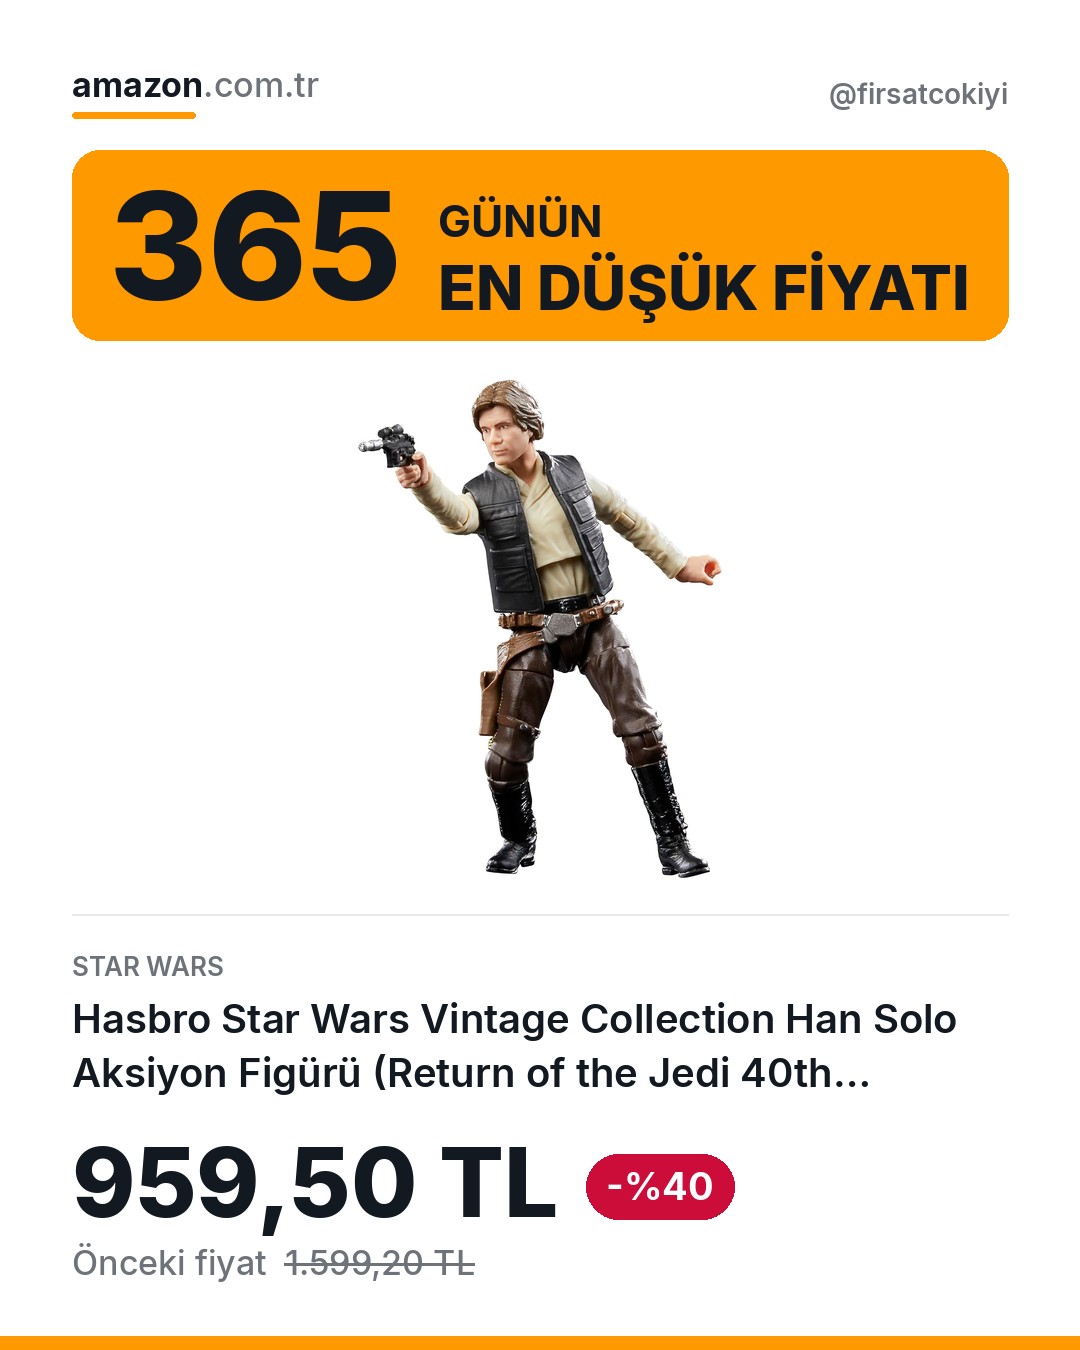 amazon.com.tr
@firsatcokiyi
365 GÜNÜN
EN DÜŞÜK FİYATI
STAR WARS
Hasbro Star Wars Vintage Collection Han Solo
Aksiyon Figürü (Return of the Jedi 40th...
959,50 TL -%40
Önceki fiyat 1.599,20 TL